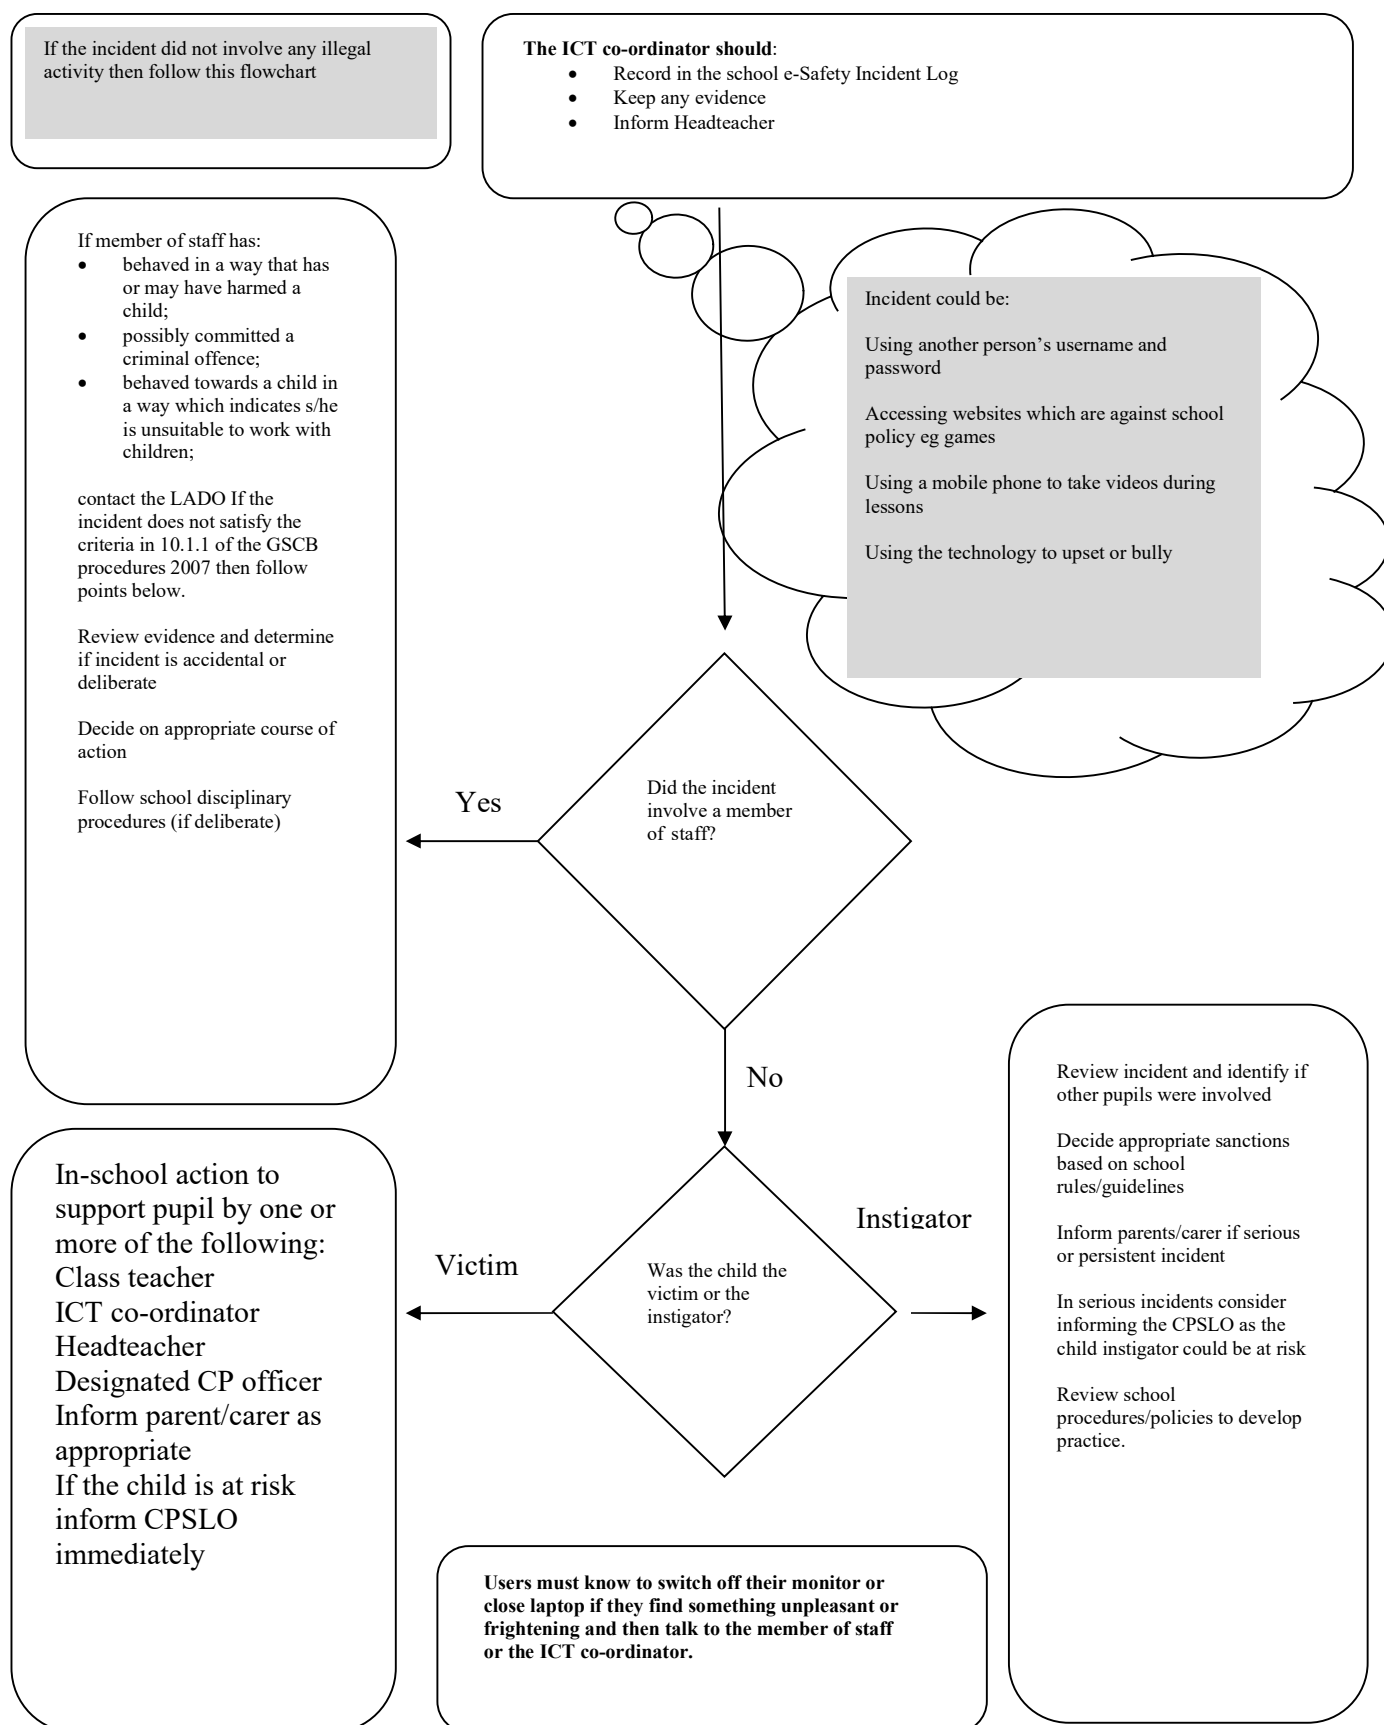 If the incident did not involve any illegal
activity then follow this flowchart
The ICT co-ordinator should:
• Record in the school e-Safety Incident Log
• Keep any evidence
• Inform Headteacher
If member of staff has:
• behaved in a way that has
or may have harmed a
child;
• possibly committed a
criminal offence;
• behaved towards a child in
a way which indicates s/he
is unsuitable to work with
children;
contact the LADO If the
incident does not satisfy the
criteria in 10.1.1 of the GSCB
procedures 2007 then follow
points below.
Review evidence and determine
if incident is accidental or
deliberate
Decide on appropriate course of
action
Follow school disciplinary
procedures (if deliberate)
Incident could be:
Using another person’s username and
password
Accessing websites which are against school
policy eg games
Using a mobile phone to take videos during
lessons
Using the technology to upset or bully
Did the incident
involve a member
of staff?
Yes
No
Was the child the
victim or the
instigator?
Victim
Instigator
In-school action to
support pupil by one or
more of the following:
Class teacher
ICT co-ordinator
Headteacher
Designated CP officer
Inform parent/carer as
appropriate
If the child is at risk
inform CPSLO
immediately
Review incident and identify if
other pupils were involved
Decide appropriate sanctions
based on school
rules/guidelines
Inform parents/carer if serious
or persistent incident
In serious incidents consider
informing the CPSLO as the
child instigator could be at risk
Review school
procedures/policies to develop
practice.
Users must know to switch off their monitor or
close laptop if they find something unpleasant or
frightening and then talk to the member of staff
or the ICT co-ordinator.